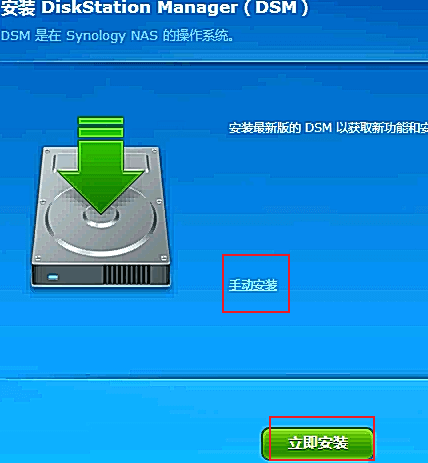 安装 DiskStation Manager ( DSM )
DSM 是在 Synology NAS 的操作系统。
安装最新版的 DSM 以获取新功能和安
手动安装
立即安装